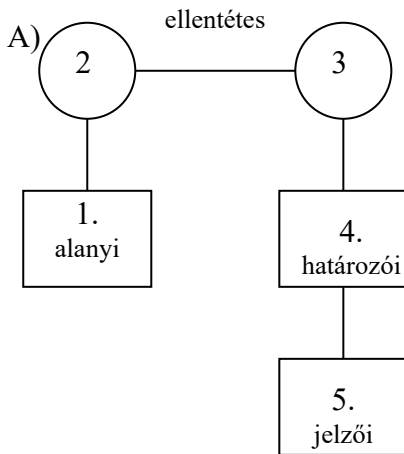 A)
ellentétes
2
3
1.
alanyi
4.
határozói
5.
jelzői